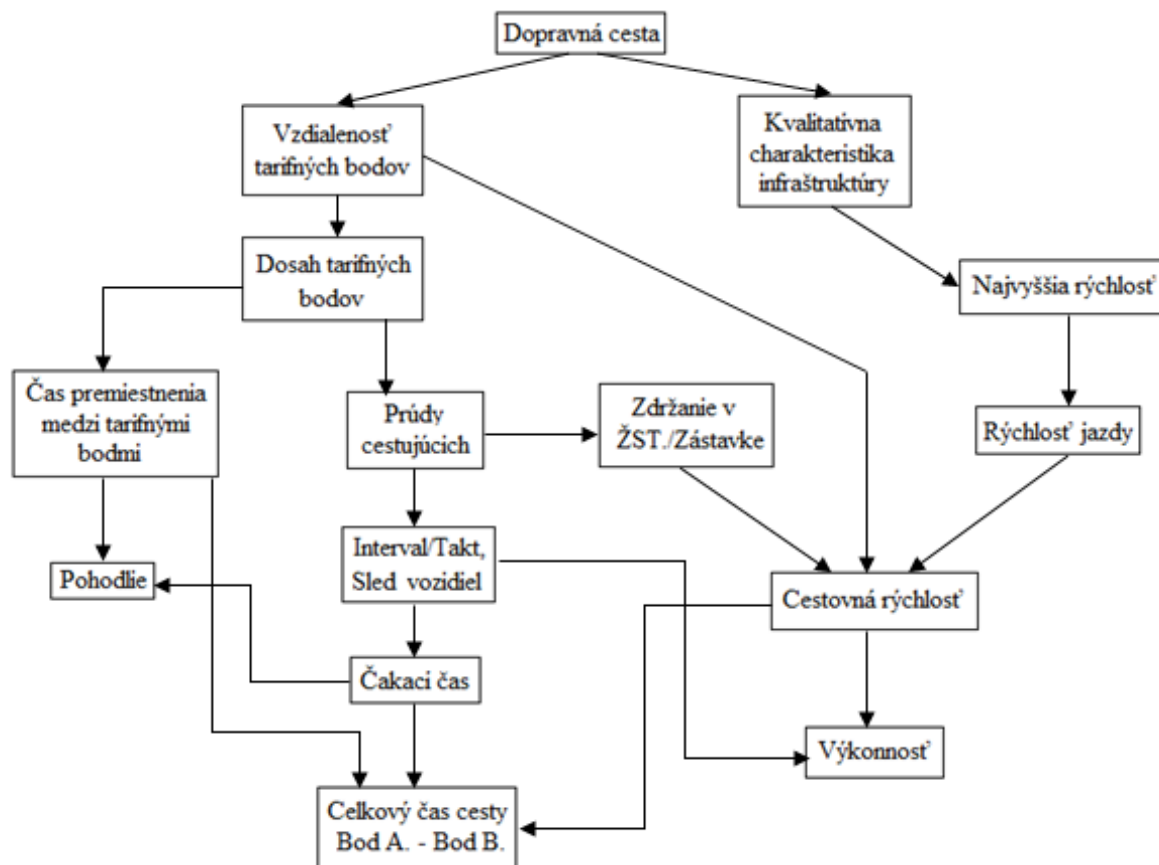 Dopravná cesta
Vzdialenosť
tarifných bodov
Kvalitatívna
charakteristika
infraštruktúry
Dosah tarifných
bodov
Najvyššia rýchlosť
Čas premiestnenia
medzi tarifnými
bodmi
Prúdy
cestujúcich
Zdržanie v
ŽST./Zástavke
Rýchlosť jazdy
Interval/Takt,
Sled vozidiel
Pohodlie
Cestovná rýchlosť
Čakací čas
Výkonnosť
Celkový čas cesty
Bod A. - Bod B.